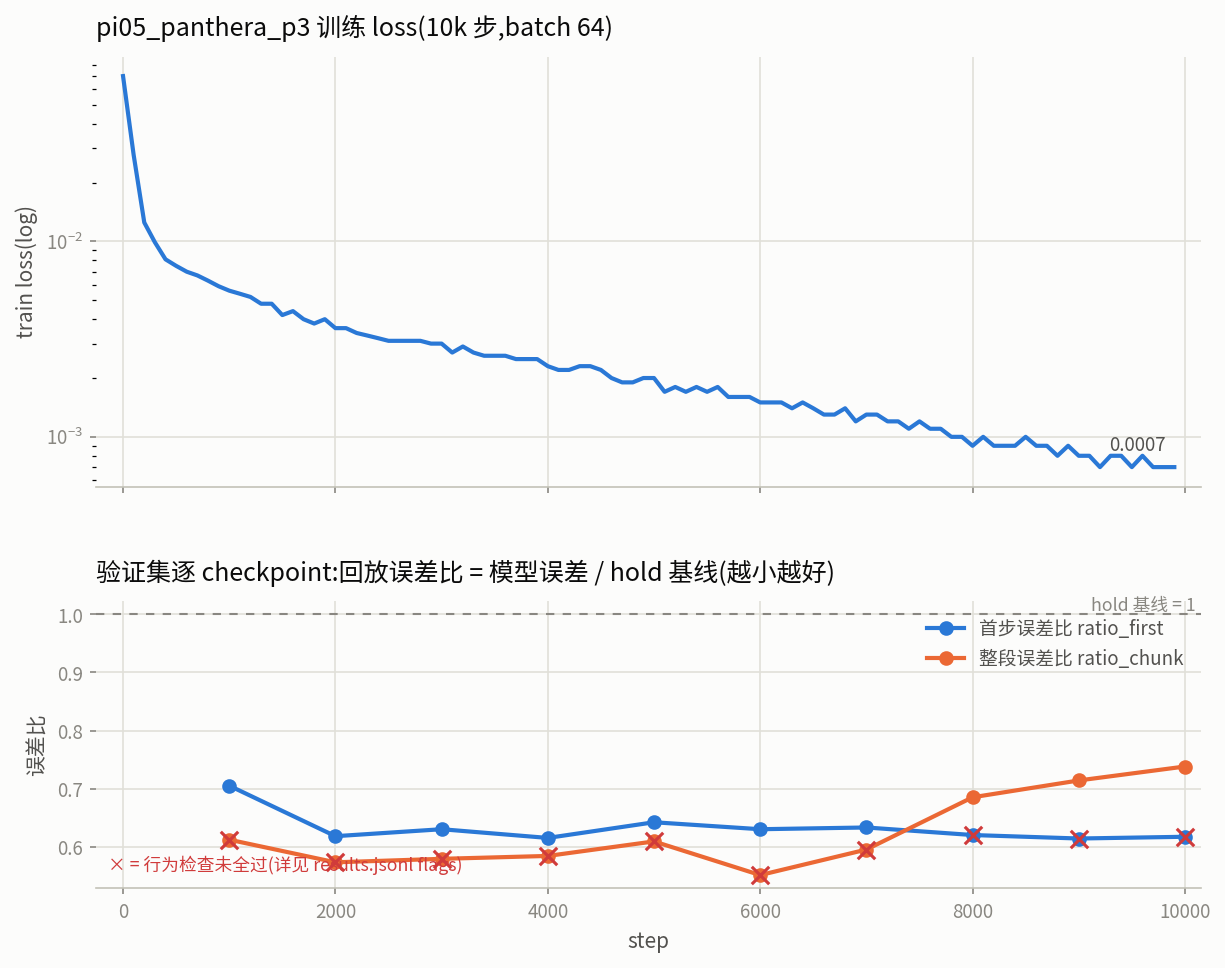 pi05_panthera_p3 训练 loss(10k 步,batch 64)
train loss(log)
10⁻²
10⁻³
0.0007
验证集逐 checkpoint:回放误差比 = 模型误差 / hold 基线(越小越好)
hold 基线 = 1
首步误差比 ratio_first
整段误差比 ratio_chunk
误差比
1.0
0.9
0.8
0.7
0.6
× = 行为检查未全过(详见 results.jsonl flags)
0 2000 4000 6000 8000 10000
step